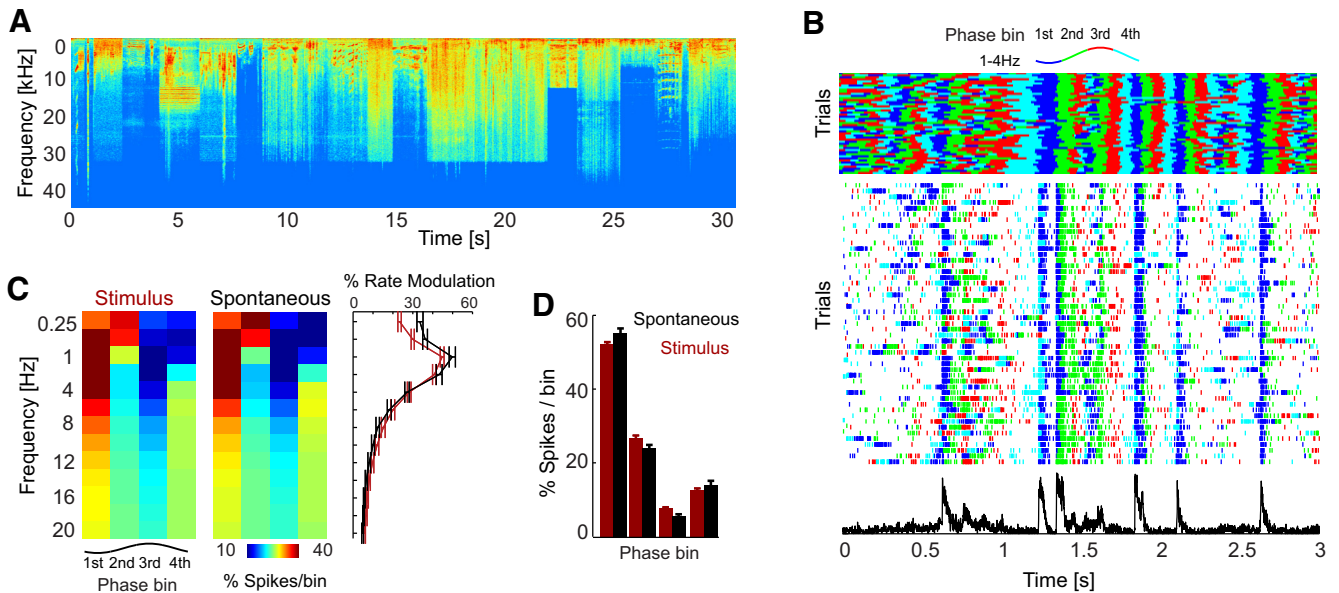 A
Frequency [kHz]
0
10
20
30
40
0 5 10 15 20 25 30
Time [s]
B
Phase bin 1st 2nd 3rd 4th
1-4Hz
Trials
Trials
0 0.5 1 1.5 2 2.5 3
Time [s]
C
Stimulus Spontaneous
% Rate Modulation
0 30 60
Frequency [Hz]
0.25
1
4
8
12
16
20
1st 2nd 3rd 4th
Phase bin
10 40
% Spikes/bin
D
Spontaneous
Stimulus
% Spikes / bin
60
40
20
0
Phase bin